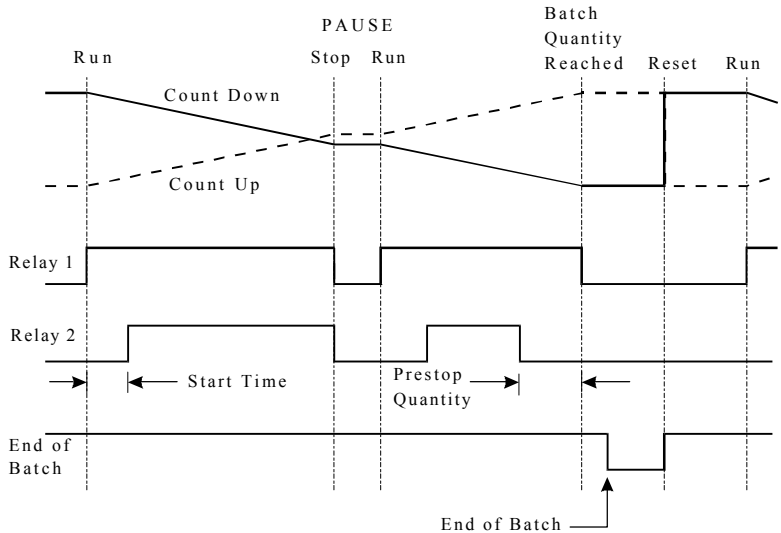 PAUSE
Batch
Quantity
Reached
Run
Stop
Run
Reset
Run
Count Down
Count Up
Relay 1
Relay 2
Start Time
Prestop
Quantity
End of
Batch
End of Batch